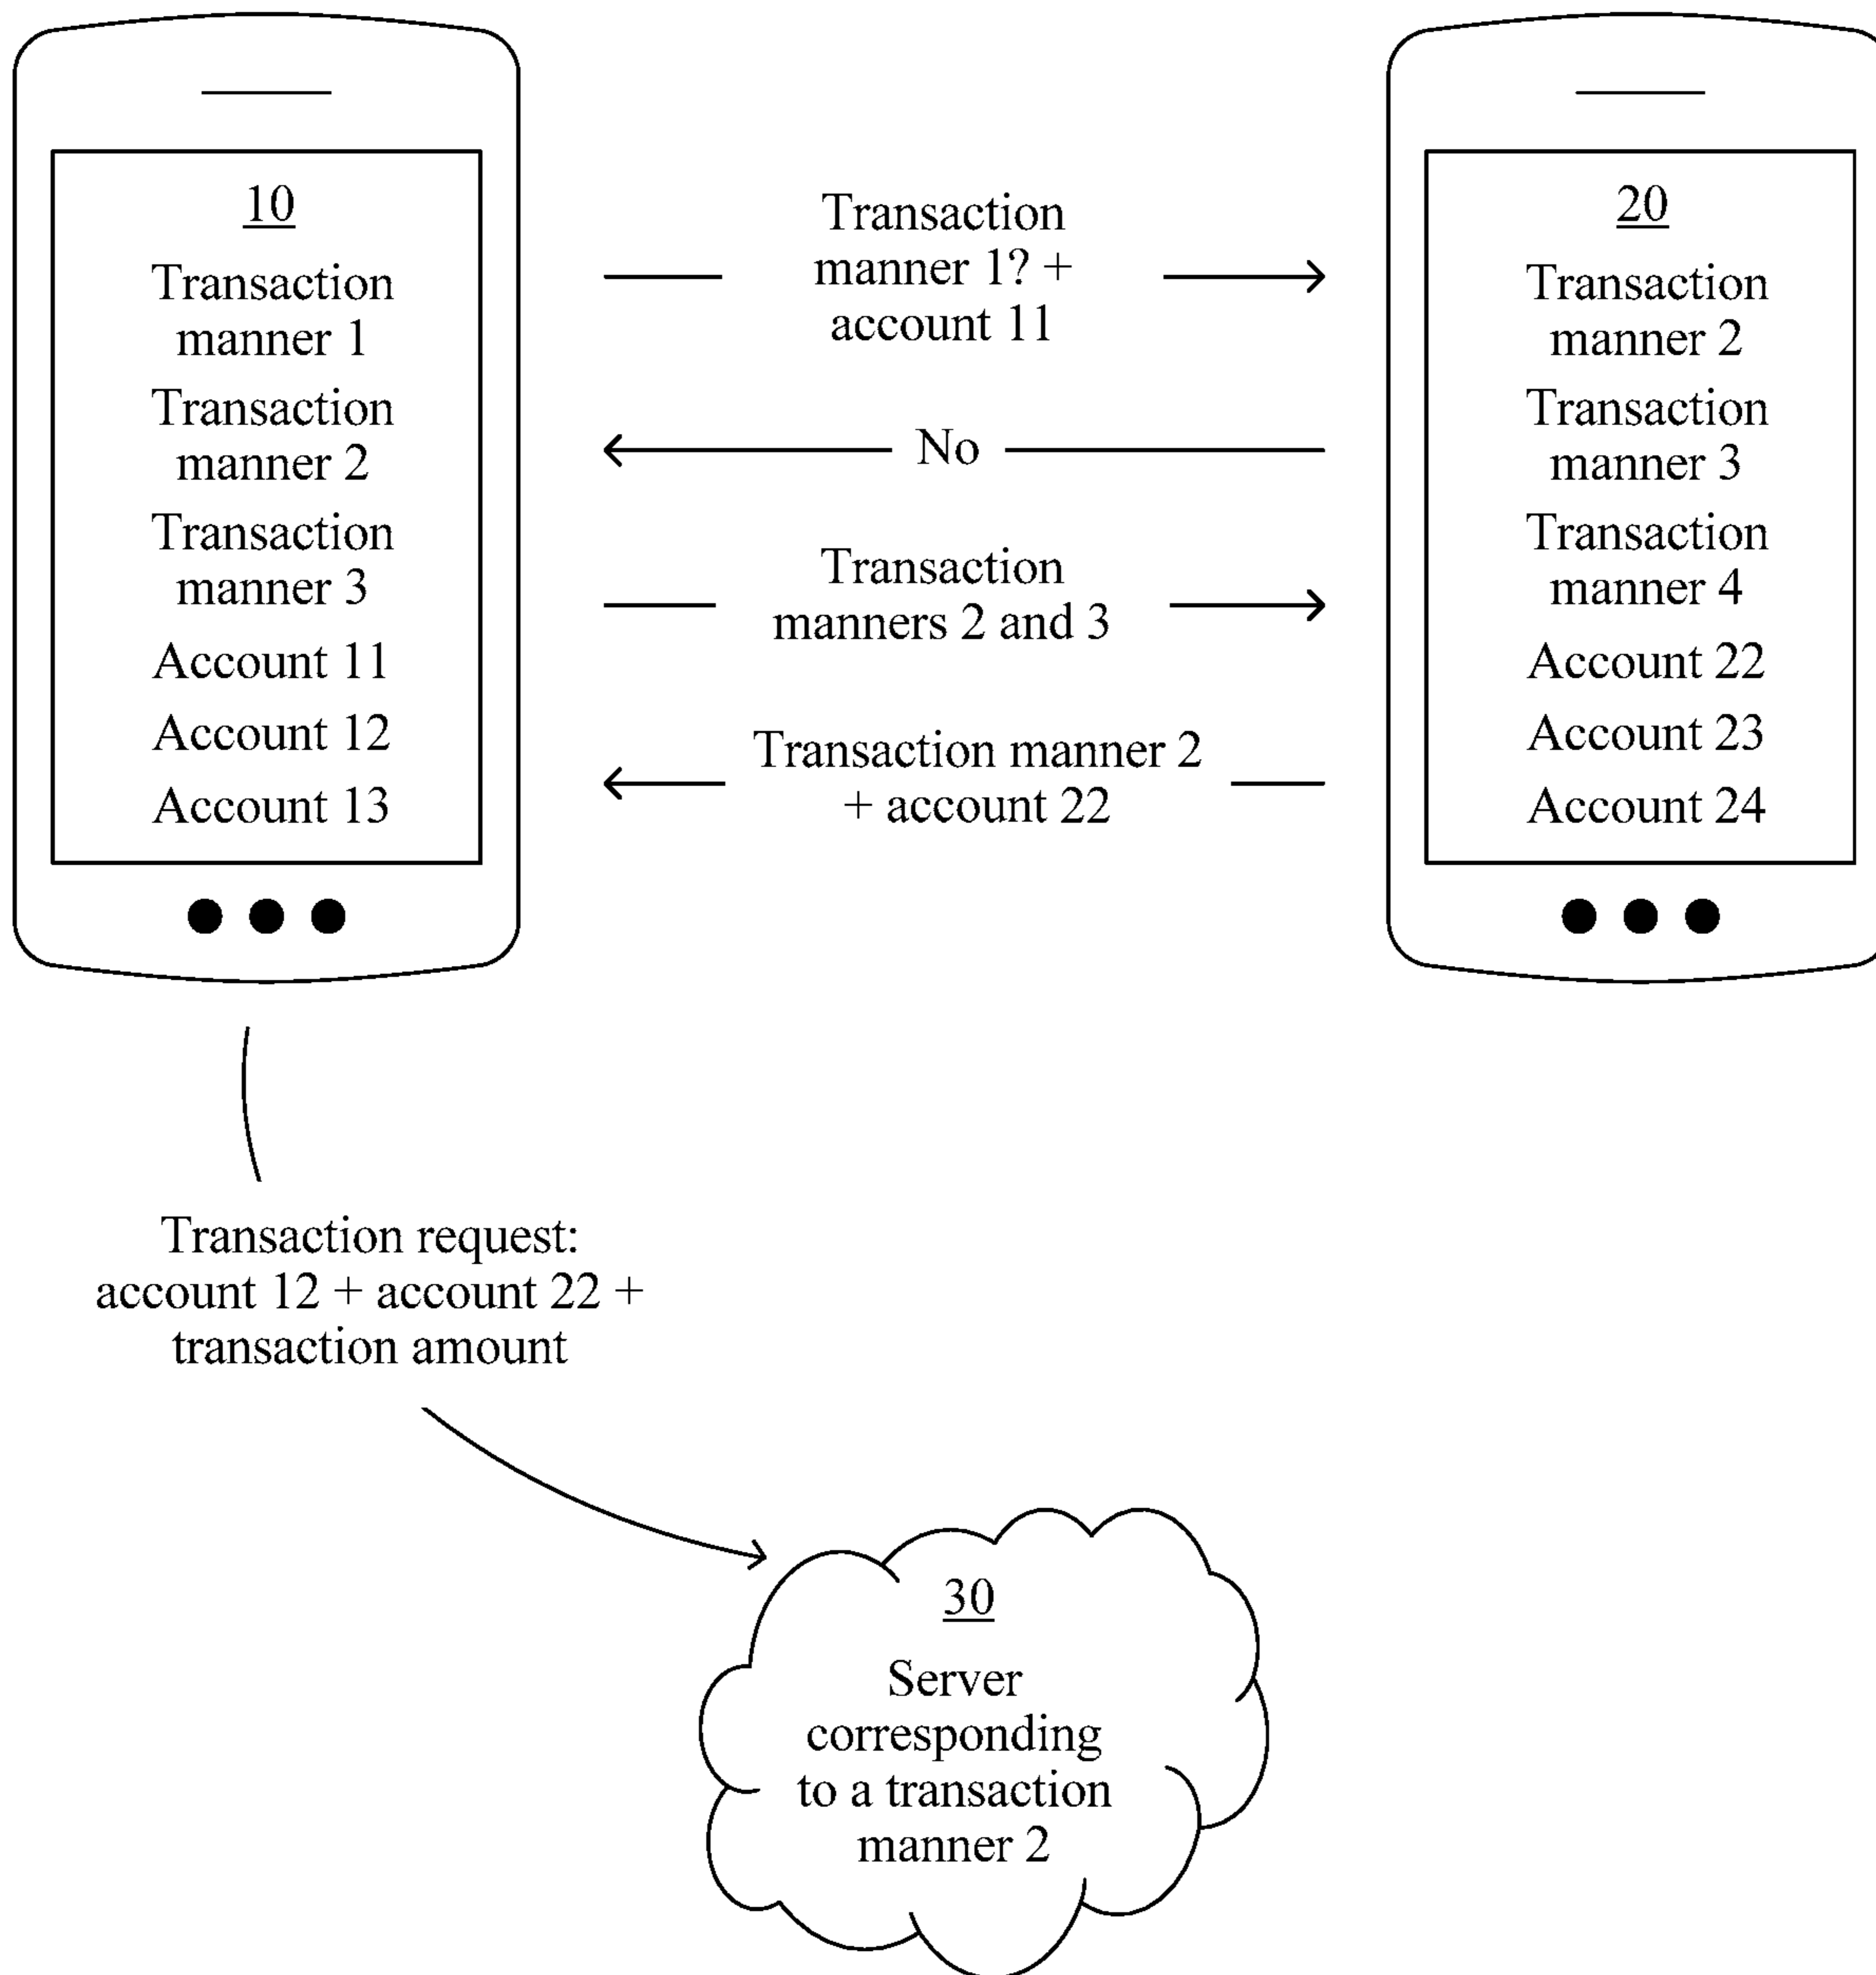 10
Transaction
manner 1
Transaction
manner 2
Transaction
manner 3
Account 11
Account 12
Account 13
Transaction
manner 1? +
account 11
No
Transaction
manners 2 and 3
Transaction manner 2
+ account 22
20
Transaction
manner 2
Transaction
manner 3
Transaction
manner 4
Account 22
Account 23
Account 24
Transaction request:
account 12 + account 22 +
transaction amount
30
Server
corresponding
to a transaction
manner 2